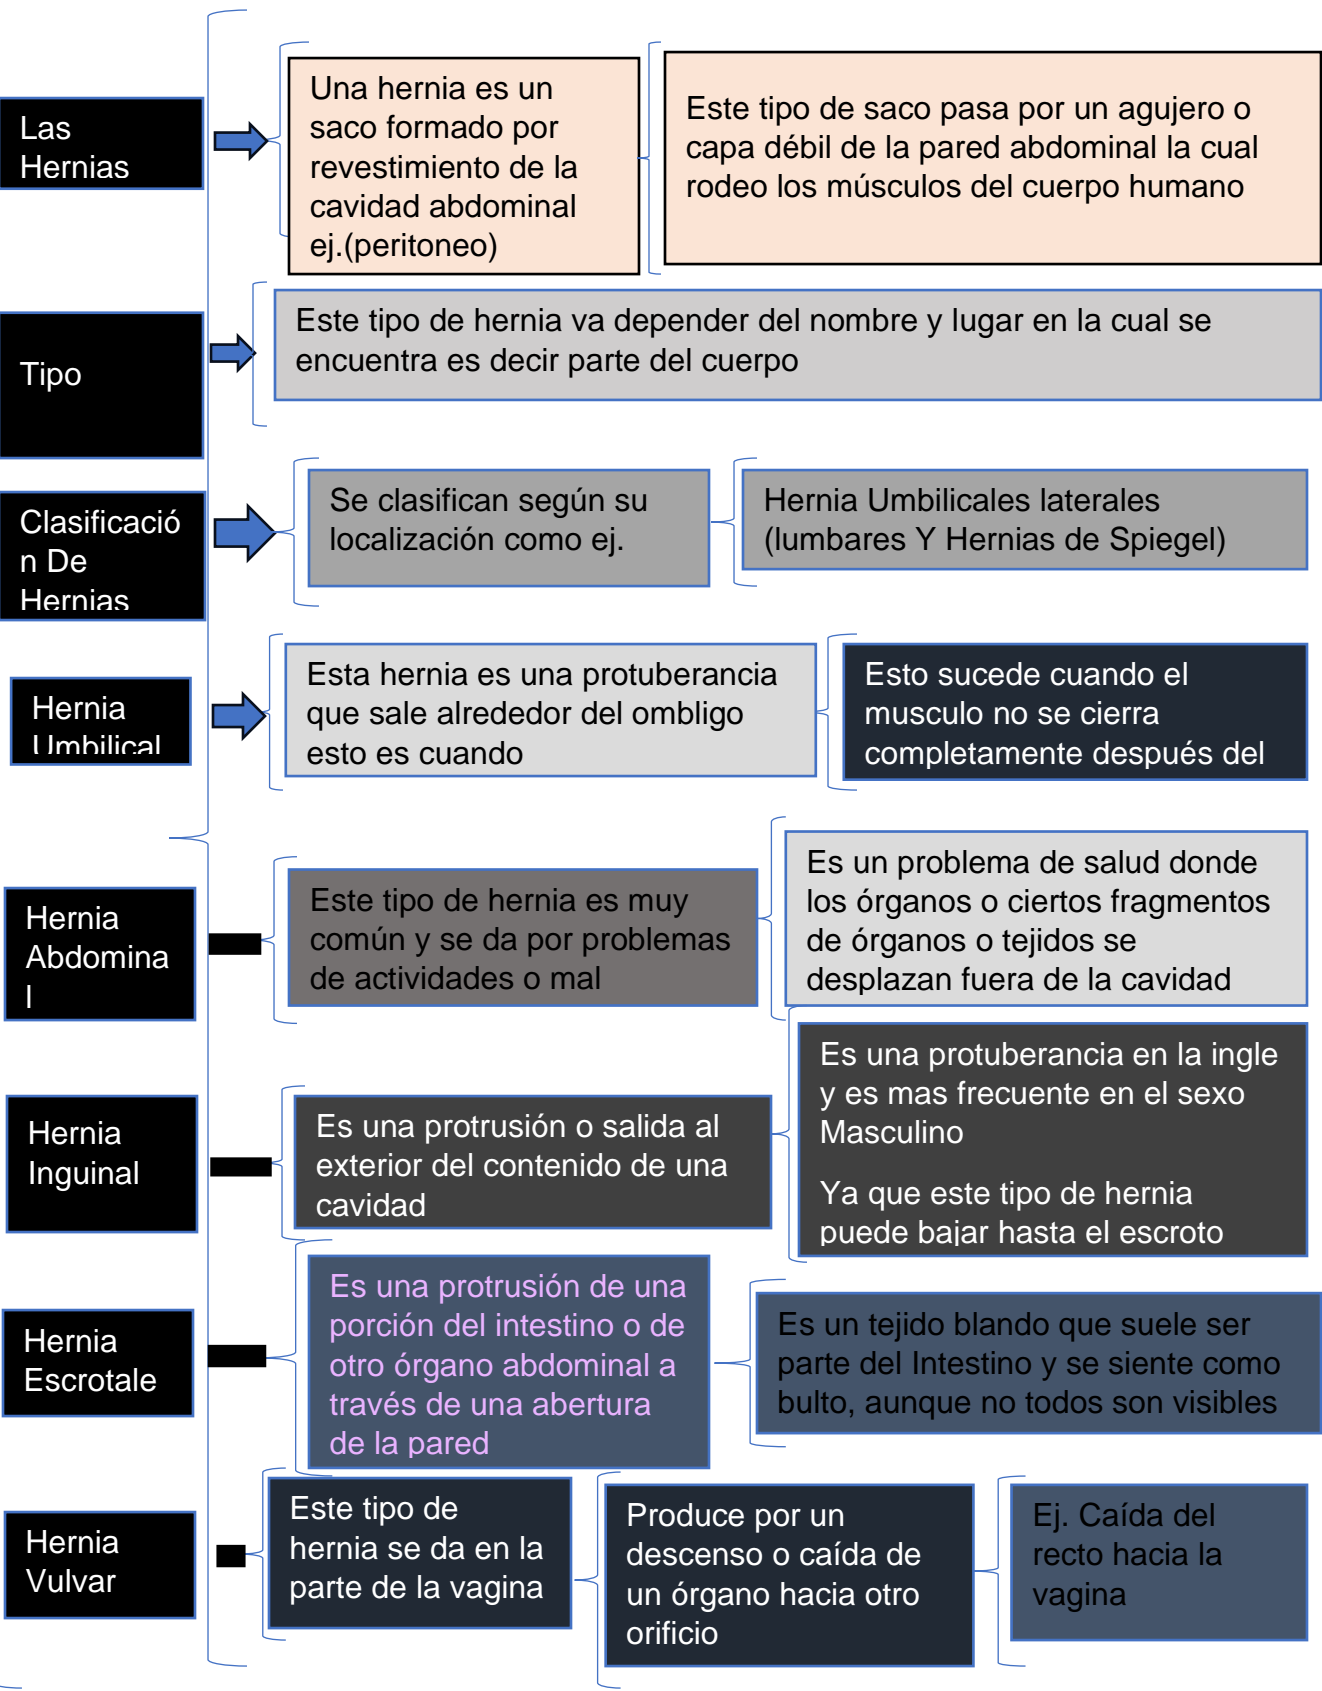 Las
Hernias
Una hernia es un
saco formado por
revestimiento de la
cavidad abdominal
ej.(peritoneo)
Este tipo de saco pasa por un agujero o
capa débil de la pared abdominal la cual
rodeo los músculos del cuerpo humano
Tipo
Este tipo de hernia va depender del nombre y lugar en la cual se
encuentra es decir parte del cuerpo
Clasificació
n De
Hernias
Se clasifican según su
localización como ej.
Hernia Umbilicales laterales
(lumbares Y Hernias de Spiegel)
Hernia
Umbilical
Esta hernia es una protuberancia
que sale alrededor del ombligo
esto es cuando
Esto sucede cuando el
musculo no se cierra
completamente después del
Hernia
Abdomina
l
Este tipo de hernia es muy
común y se da por problemas
de actividades o mal
Es un problema de salud donde
los órganos o ciertos fragmentos
de órganos o tejidos se
desplazan fuera de la cavidad
Hernia
Inguinal
Es una protrusión o salida al
exterior del contenido de una
cavidad
Es una protuberancia en la ingle
y es mas frecuente en el sexo
Masculino
Ya que este tipo de hernia
puede bajar hasta el escroto
Hernia
Escrotale
Es una protrusión de una
porción del intestino o de
otro órgano abdominal a
través de una abertura
de la pared
Es un tejido blando que suele ser
parte del Intestino y se siente como
bulto, aunque no todos son visibles
Hernia
Vulvar
Este tipo de
hernia se da en la
parte de la vagina
Produce por un
descenso o caída de
un órgano hacia otro
orificio
Ej. Caída del
recto hacia la
vagina